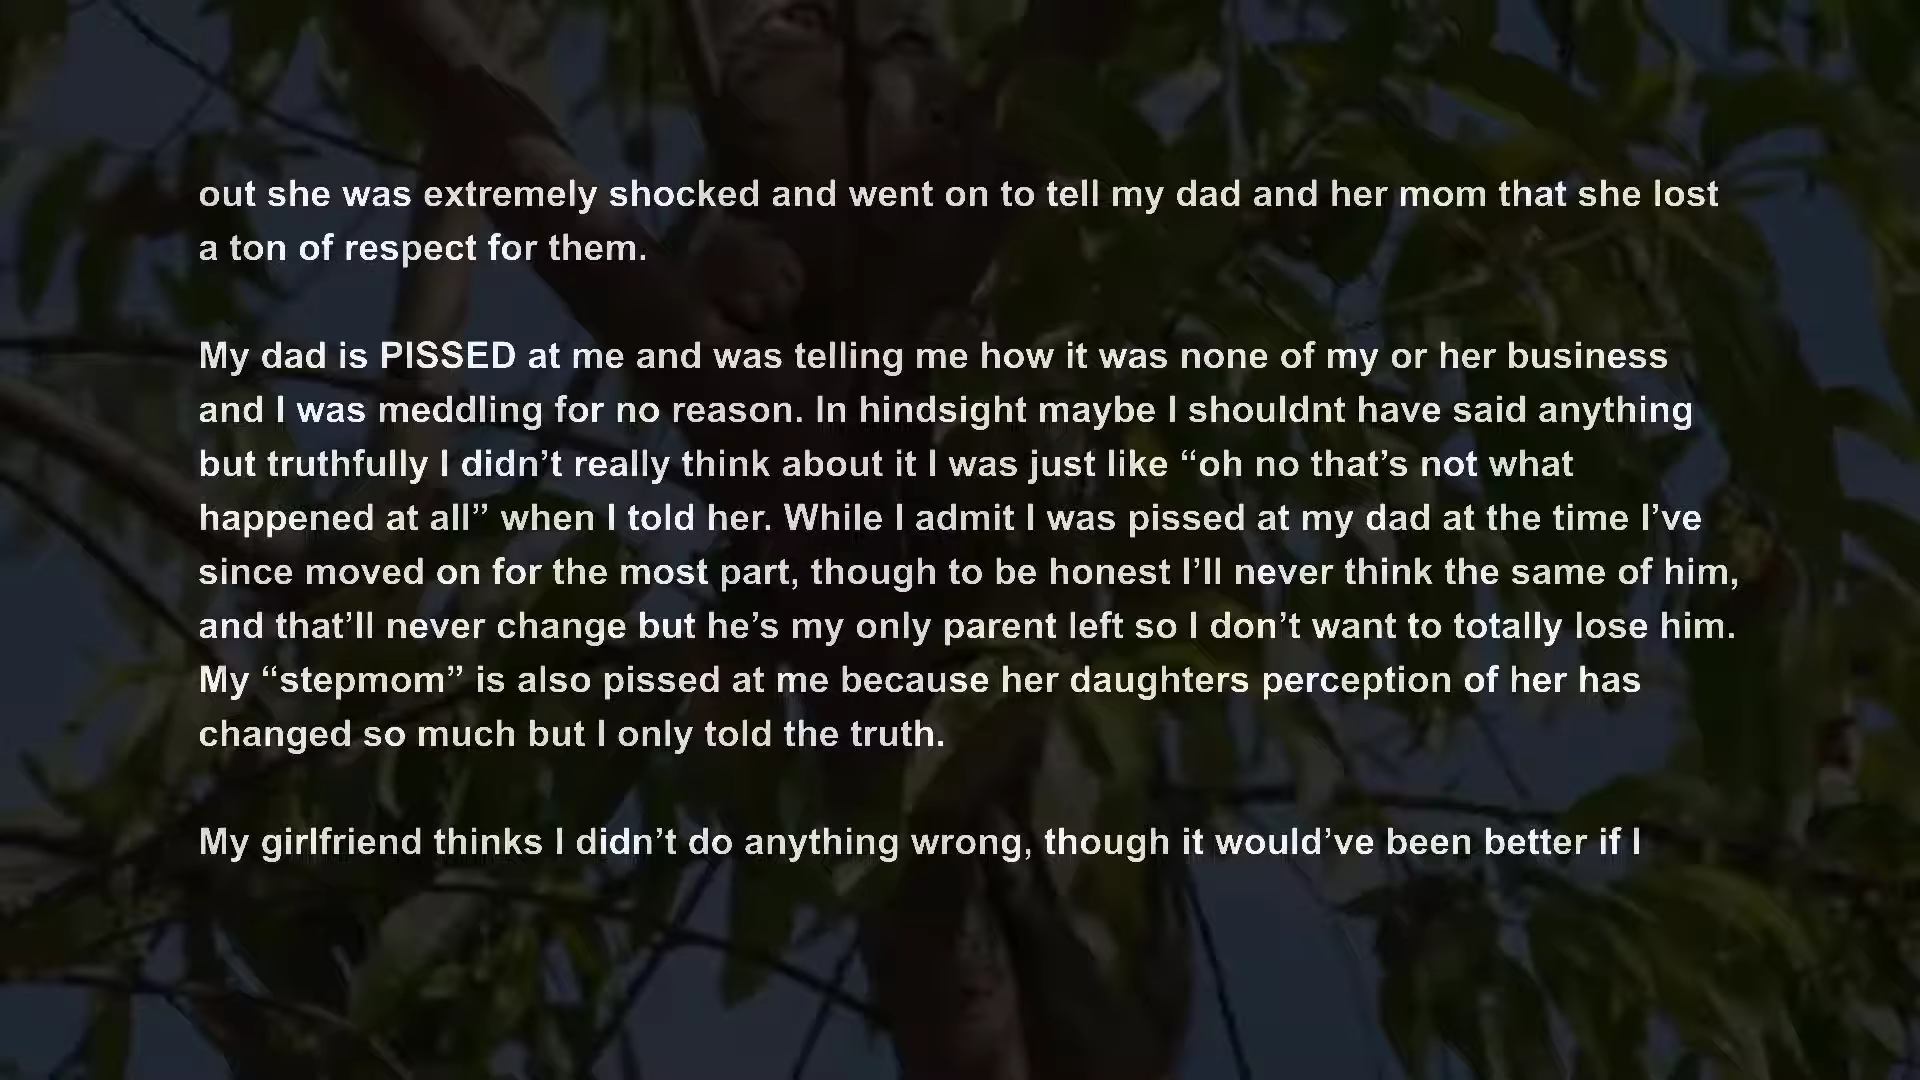 out she was extremely shocked and went on to tell my dad and her mom that she lost
a ton of respect for them.
My dad is PISSED at me and was telling me how it was none of my or her business
and I was meddling for no reason. In hindsight maybe I shouldnt have said anything
but truthfully I didn’t really think about it I was just like “oh no that’s not what
happened at all” when I told her. While I admit I was pissed at my dad at the time I’ve
since moved on for the most part, though to be honest I’ll never think the same of him,
and that’ll never change but he’s my only parent left so I don’t want to totally lose him.
My “stepmom” is also pissed at me because her daughters perception of her has
changed so much but I only told the truth.
My girlfriend thinks I didn’t do anything wrong, though it would’ve been better if I